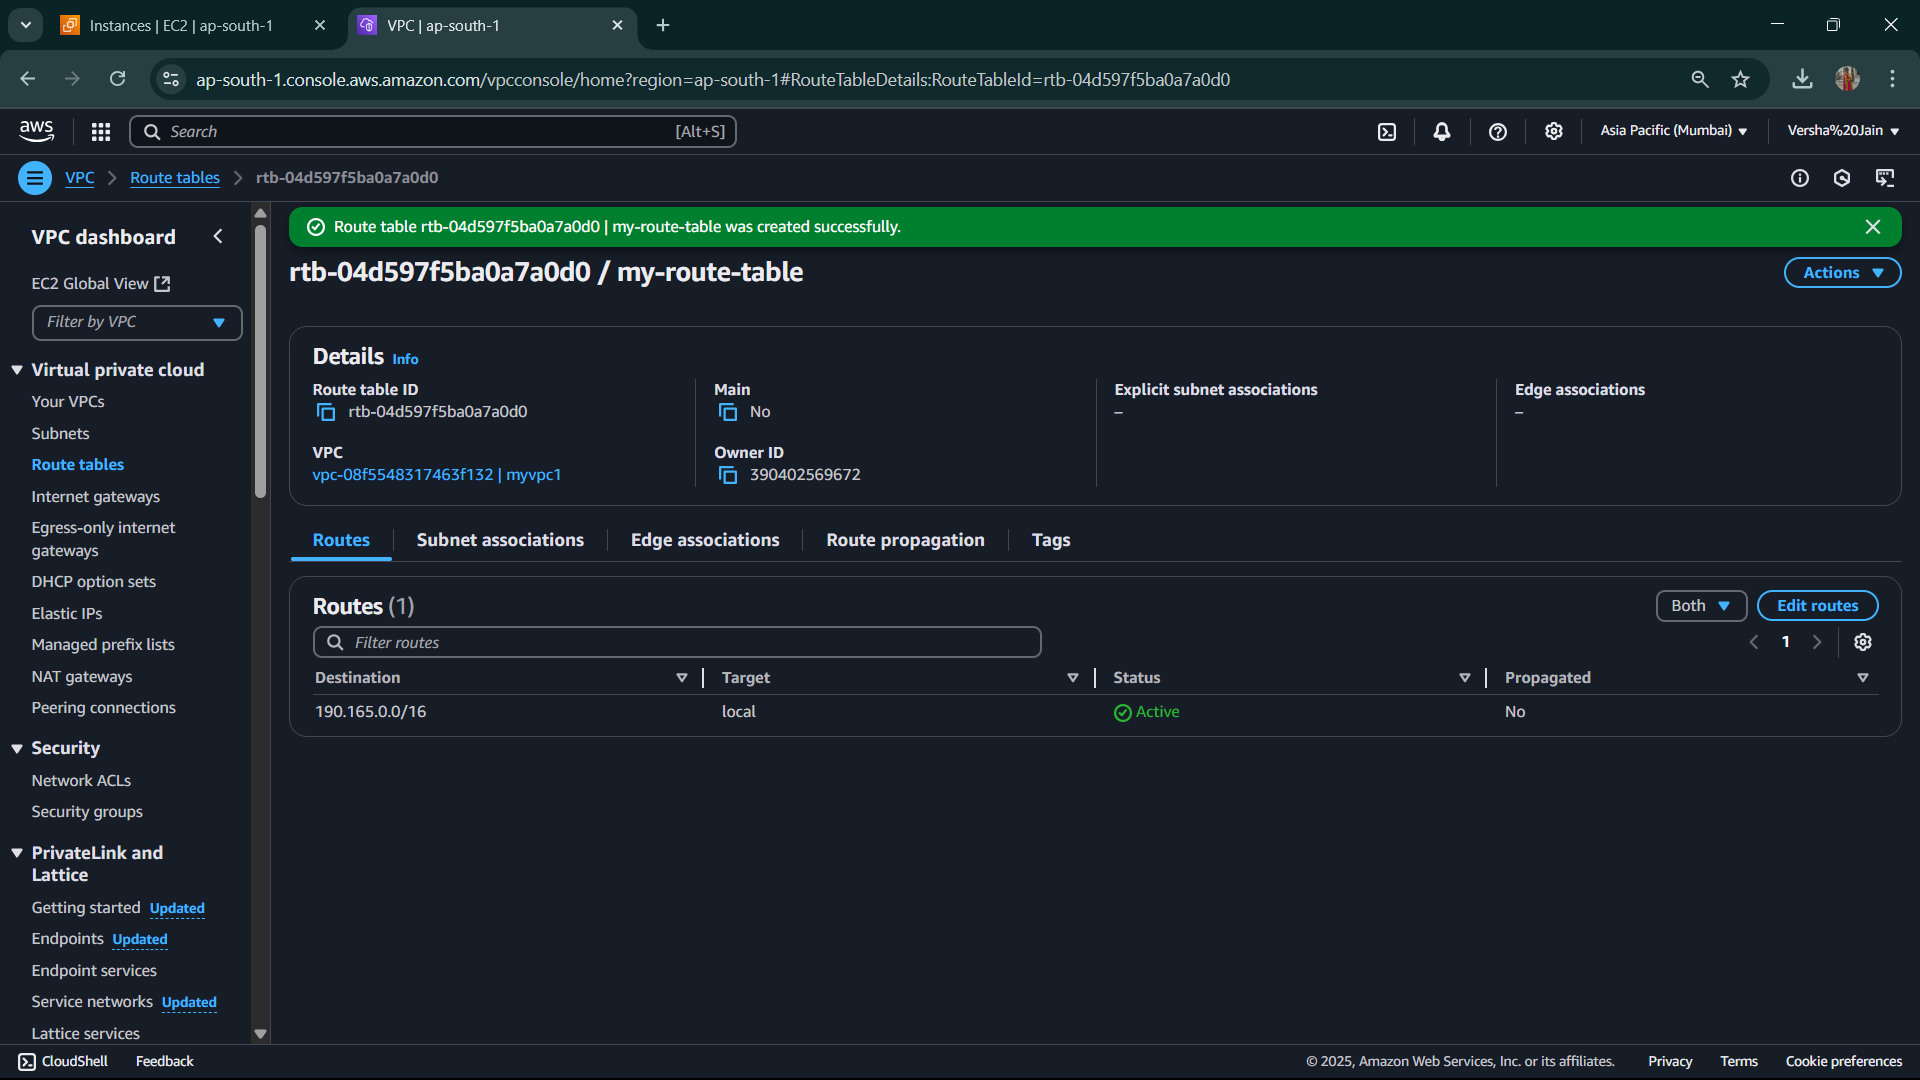 Instances | EC2 | ap-south-1
VPC | ap-south-1
ap-south-1.console.aws.amazon.com/vpcconsole/home?region=ap-south-1#RouteTableDetails:RouteTableId=rtb-04d597f5ba0a7a0d0
aws
Search [Alt+S]
Asia Pacific (Mumbai)
Versha%20Jain
VPC
Route tables
rtb-04d597f5ba0a7a0d0
VPC dashboard
EC2 Global View
Filter by VPC
Virtual private cloud
Your VPCs
Subnets
Route tables
Internet gateways
Egress-only internet
gateways
DHCP option sets
Elastic IPs
Managed prefix lists
NAT gateways
Peering connections
Security
Network ACLs
Security groups
PrivateLink and
Lattice
Getting started Updated
Endpoints Updated
Endpoint services
Service networks Updated
Lattice services
Route table rtb-04d597f5ba0a7a0d0 | my-route-table was created successfully.
rtb-04d597f5ba0a7a0d0 / my-route-table
Actions
Details Info
Route table ID
rtb-04d597f5ba0a7a0d0
Main
No
Explicit subnet associations
–
Edge associations
–
VPC
vpc-08f5548317463f132 | myvpc1
Owner ID
390402569672
Routes
Subnet associations
Edge associations
Route propagation
Tags
Routes (1)
Both
Edit routes
Filter routes
1
Destination
Target
Status
Propagated
190.165.0.0/16
local
Active
No
CloudShell
Feedback
© 2025, Amazon Web Services, Inc. or its affiliates.
Privacy
Terms
Cookie preferences